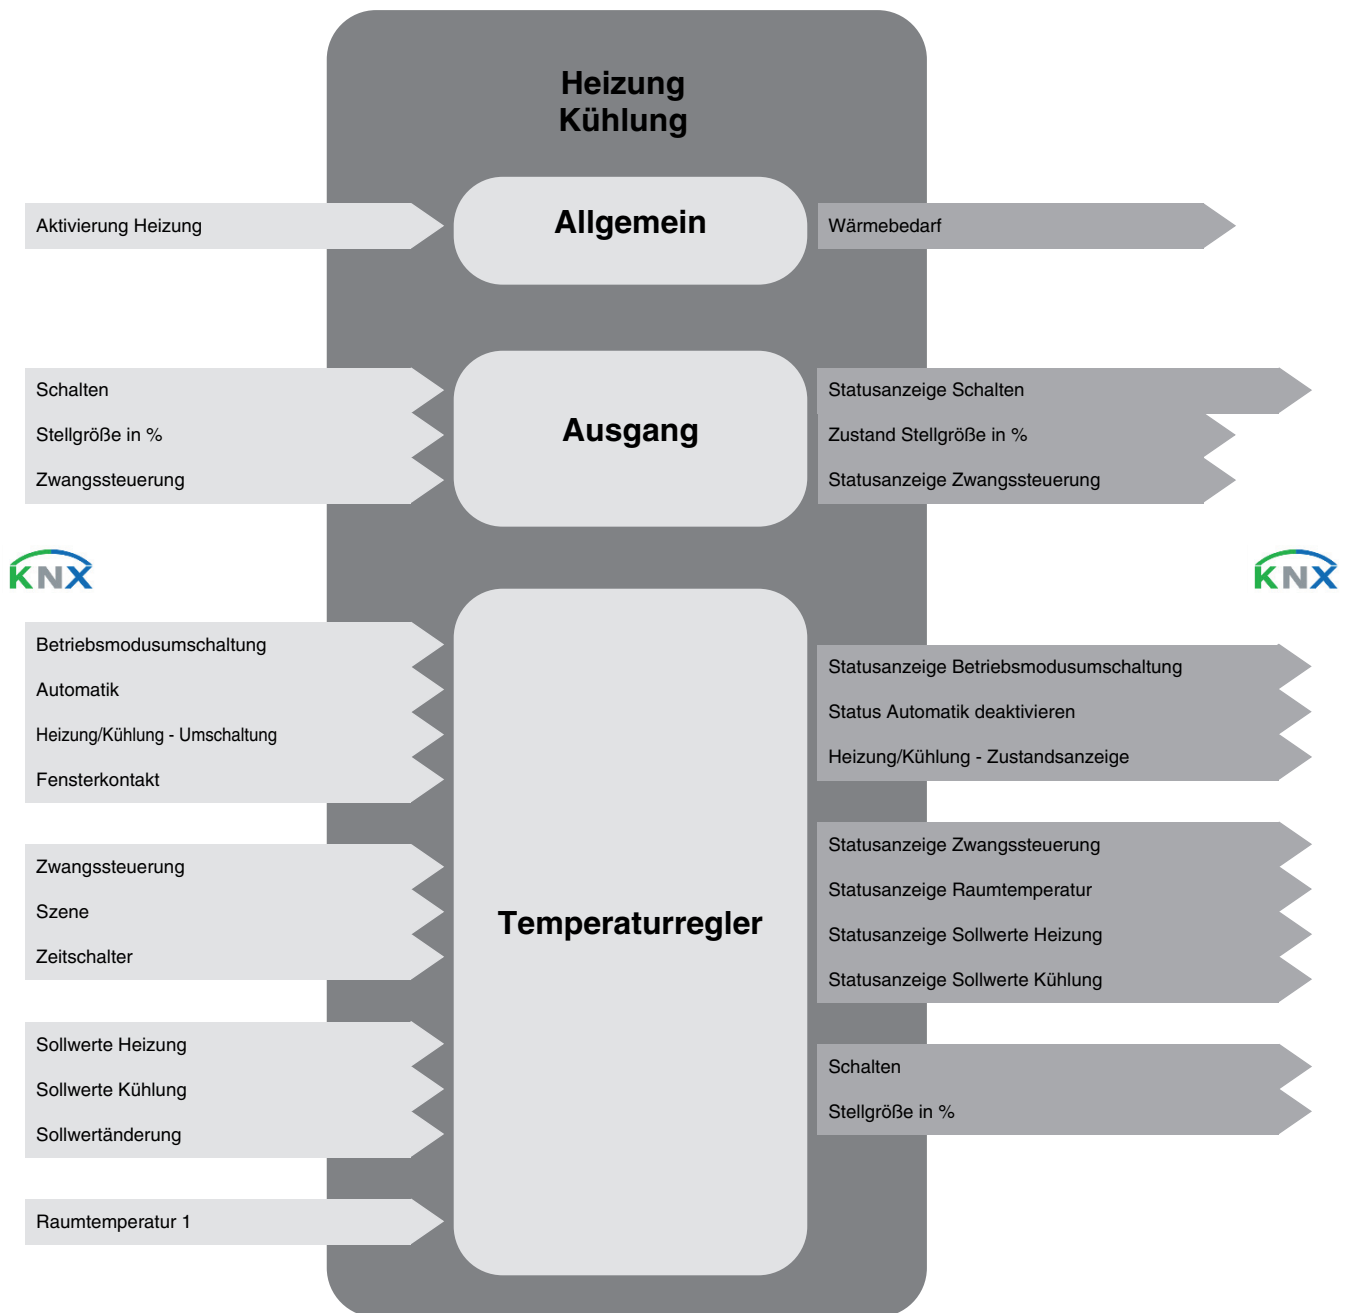 Heizung
Kühlung
Allgemein
Aktivierung Heizung
Wärmebedarf
Ausgang
Schalten
Stellgröße in %
Zwangssteuerung
Statusanzeige Schalten
Zustand Stellgröße in %
Statusanzeige Zwangssteuerung
KNX
KNX
Temperaturregler
Betriebsmodusumschaltung
Automatik
Heizung/Kühlung - Umschaltung
Fensterkontakt
Zwangssteuerung
Szene
Zeitschalter
Sollwerte Heizung
Sollwerte Kühlung
Sollwertänderung
Raumtemperatur 1
Statusanzeige Betriebsmodusumschaltung
Status Automatik deaktivieren
Heizung/Kühlung - Zustandsanzeige
Statusanzeige Zwangssteuerung
Statusanzeige Raumtemperatur
Statusanzeige Sollwerte Heizung
Statusanzeige Sollwerte Kühlung
Schalten
Stellgröße in %